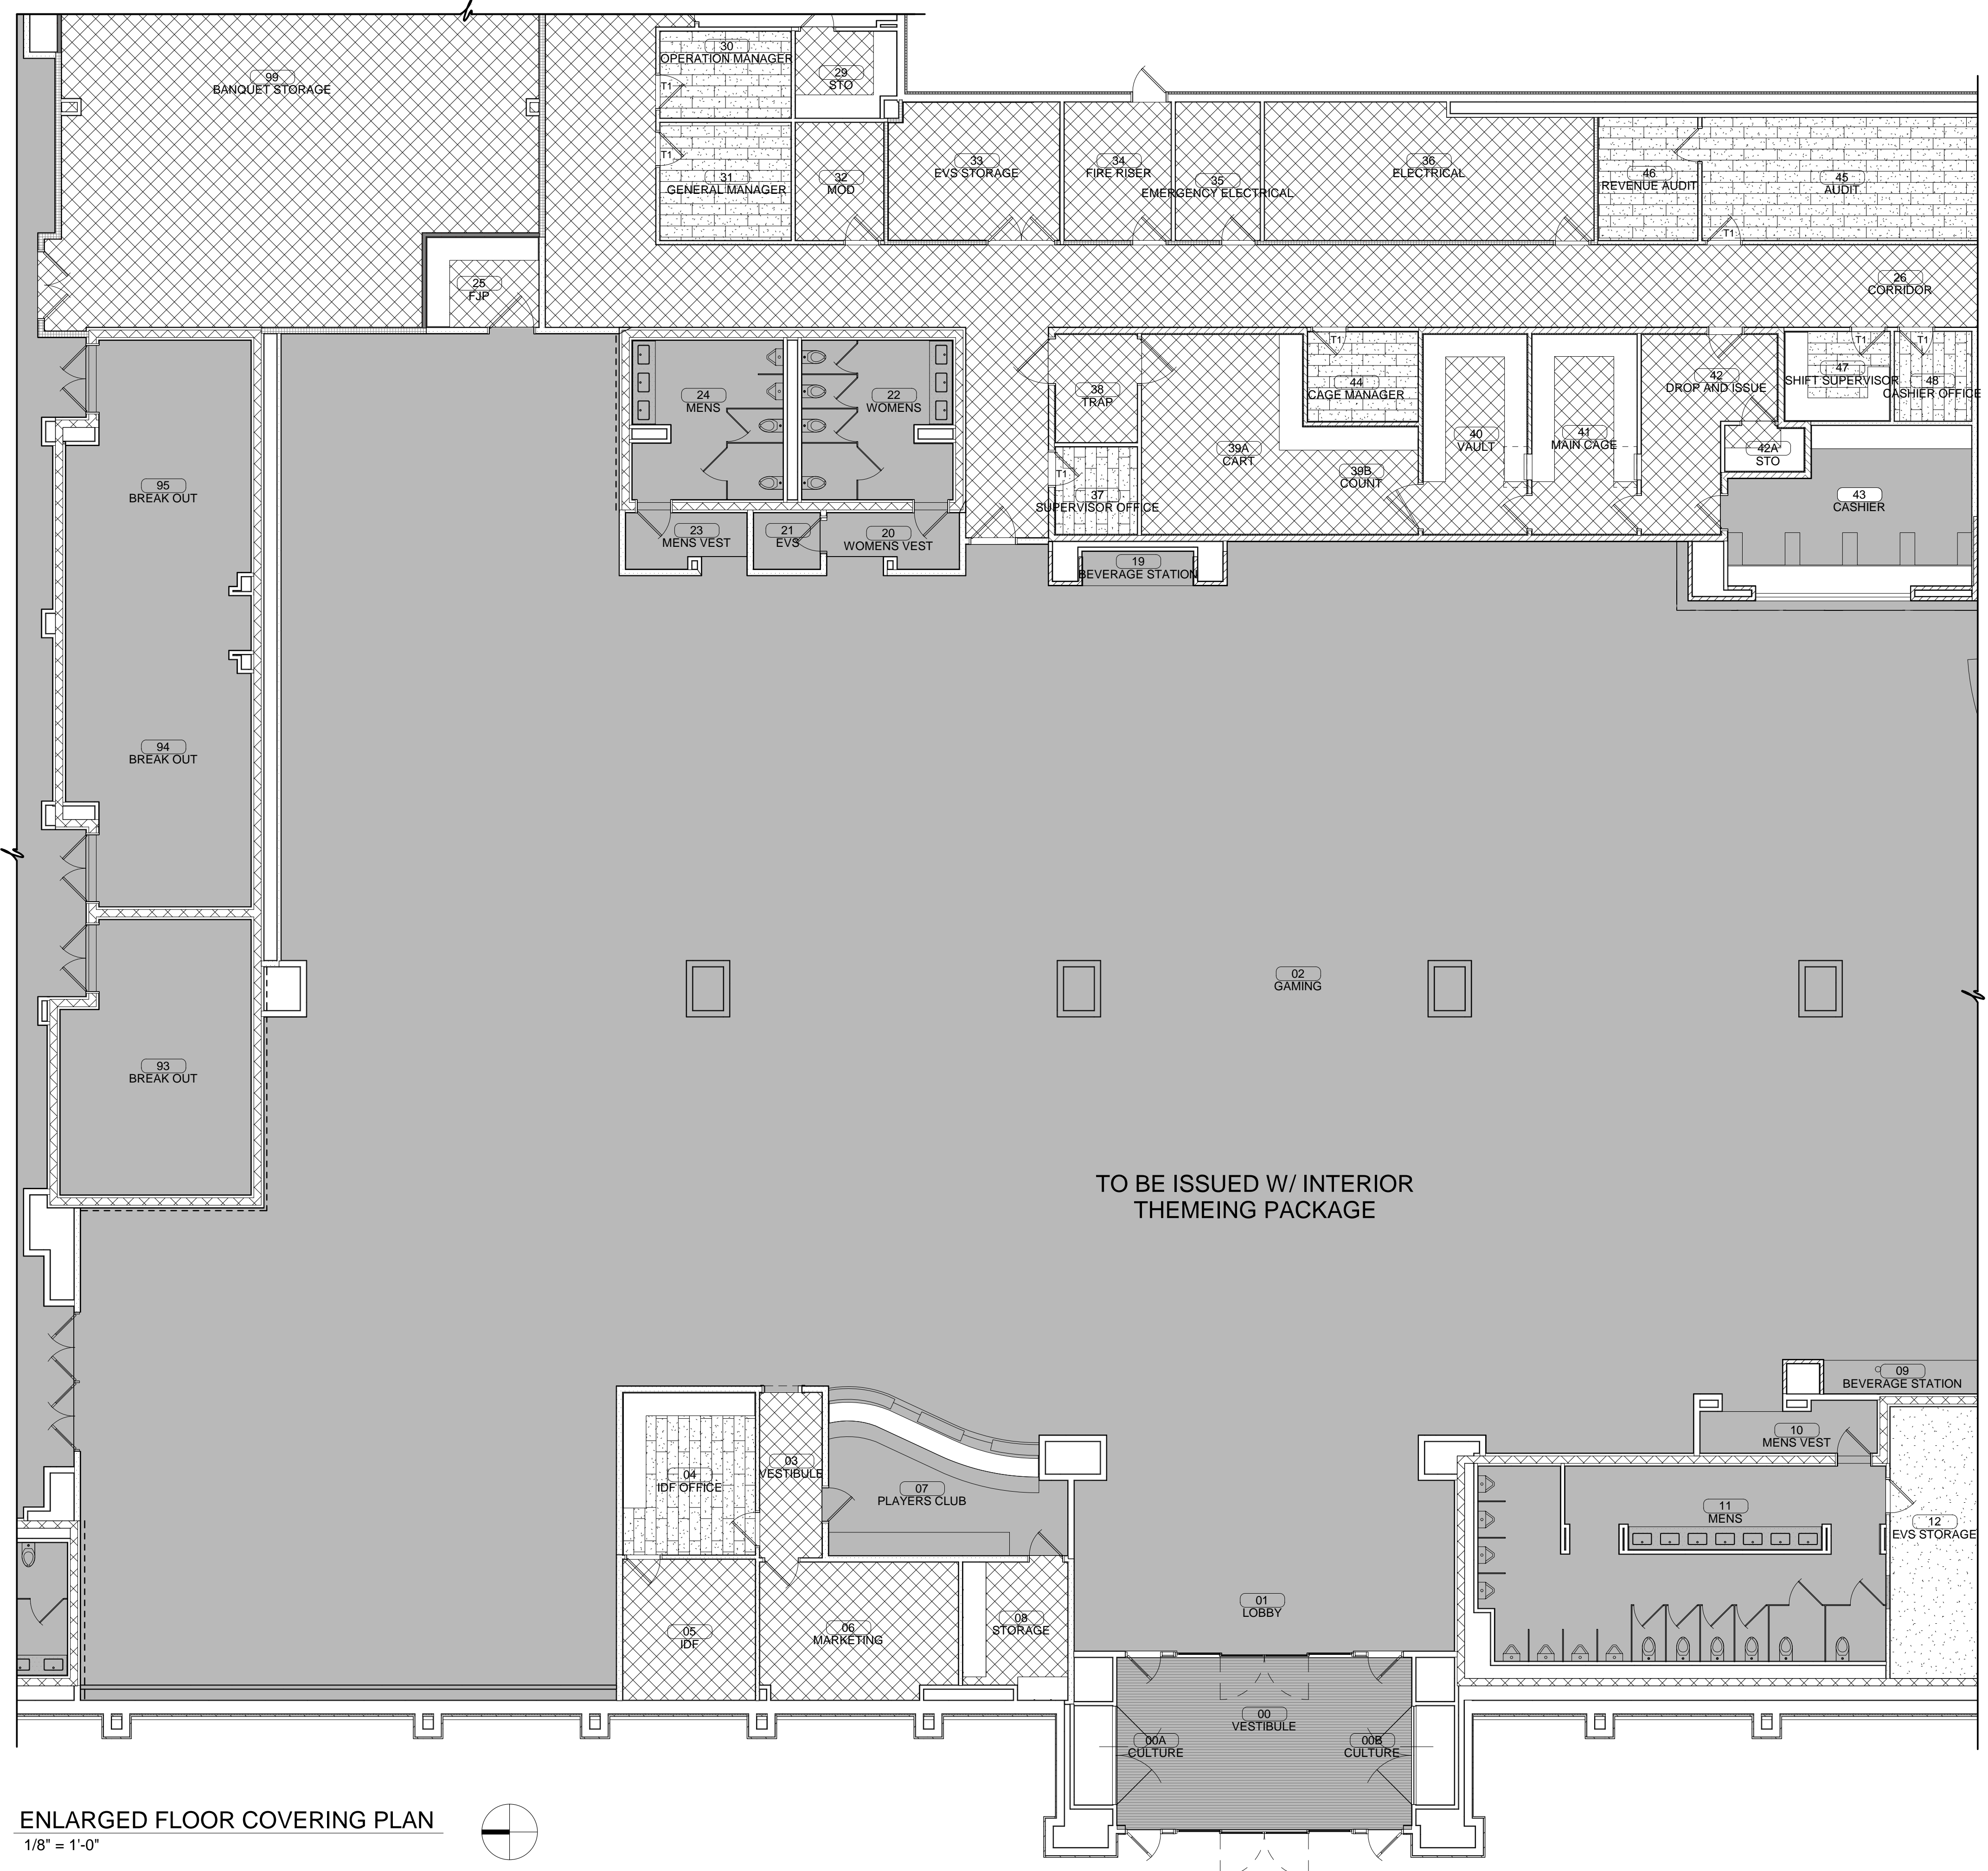 30
OPERATION MANAGER
29
STO
99
BANQUET STORAGE
T1
T1
31
GENERAL MANAGER
32
MOD
33
EVS STORAGE
34
FIRE RISER
35
EMERGENCY ELECTRICAL
36
ELECTRICAL
46
REVENUE AUDIT
45
AUDIT
T1
25
FJP
26
CORRIDOR
T1
T1
T1
24
MENS
22
WOMENS
38
TRAP
44
CAGE MANAGER
42
DROP AND ISSUE
47
SHIFT SUPERVISOR
48
CASHIER OFFICE
39A
CART
39B
COUNT
40
VAULT
41
MAIN CAGE
42A
STO
T1
37
SUPERVISOR OFFICE
43
CASHIER
95
BREAK OUT
23
MENS VEST
21
EVS
20
WOMENS VEST
19
BEVERAGE STATION
94
BREAK OUT
02
GAMING
93
BREAK OUT
TO BE ISSUED W/ INTERIOR
THEMEING PACKAGE
09
BEVERAGE STATION
10
MENS VEST
03
VESTIBULE
04
IDF OFFICE
07
PLAYERS CLUB
11
MENS
12
EVS STORAGE
01
LOBBY
05
IDF
06
MARKETING
08
STORAGE
00
VESTIBULE
00A
CULTURE
00B
CULTURE
ENLARGED FLOOR COVERING PLAN
1/8" = 1'-0"